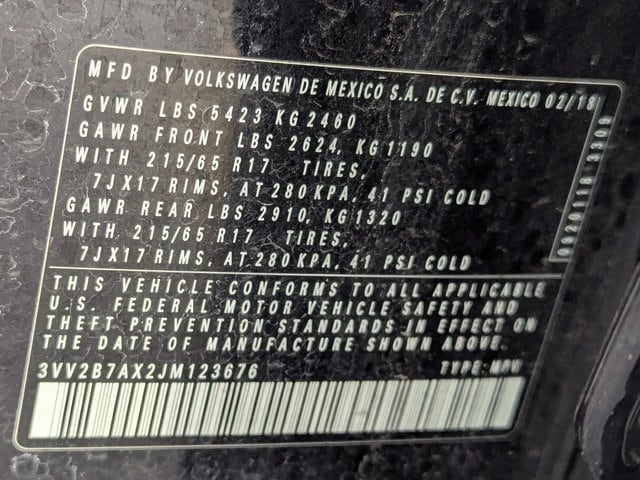 MFD BY VOLKSWAGEN DE MEXICO S.A. DE C.V. MEXICO 02/18
GVWR LBS 5423 KG 2460
GAWR FRONT LBS 2624, KG 1190
WITH 215/65 R17 TIRES,
7JX17 RIMS, AT 280 KPA, 41 PSI COLD
GAWR REAR LBS 2910, KG 1320
WITH 215/65 R17 TIRES,
7JX17 RIMS, AT 280 KPA, 41 PSI COLD
THIS VEHICLE CONFORMS TO ALL APPLICABLE
U.S. FEDERAL MOTOR VEHICLE SAFETY AND
THEFT PREVENTION STANDARDS IN EFFECT ON
THE DATE OF MANUFACTURE SHOWN ABOVE.
3VV2B7AX2JM123676 TYPE:MPV